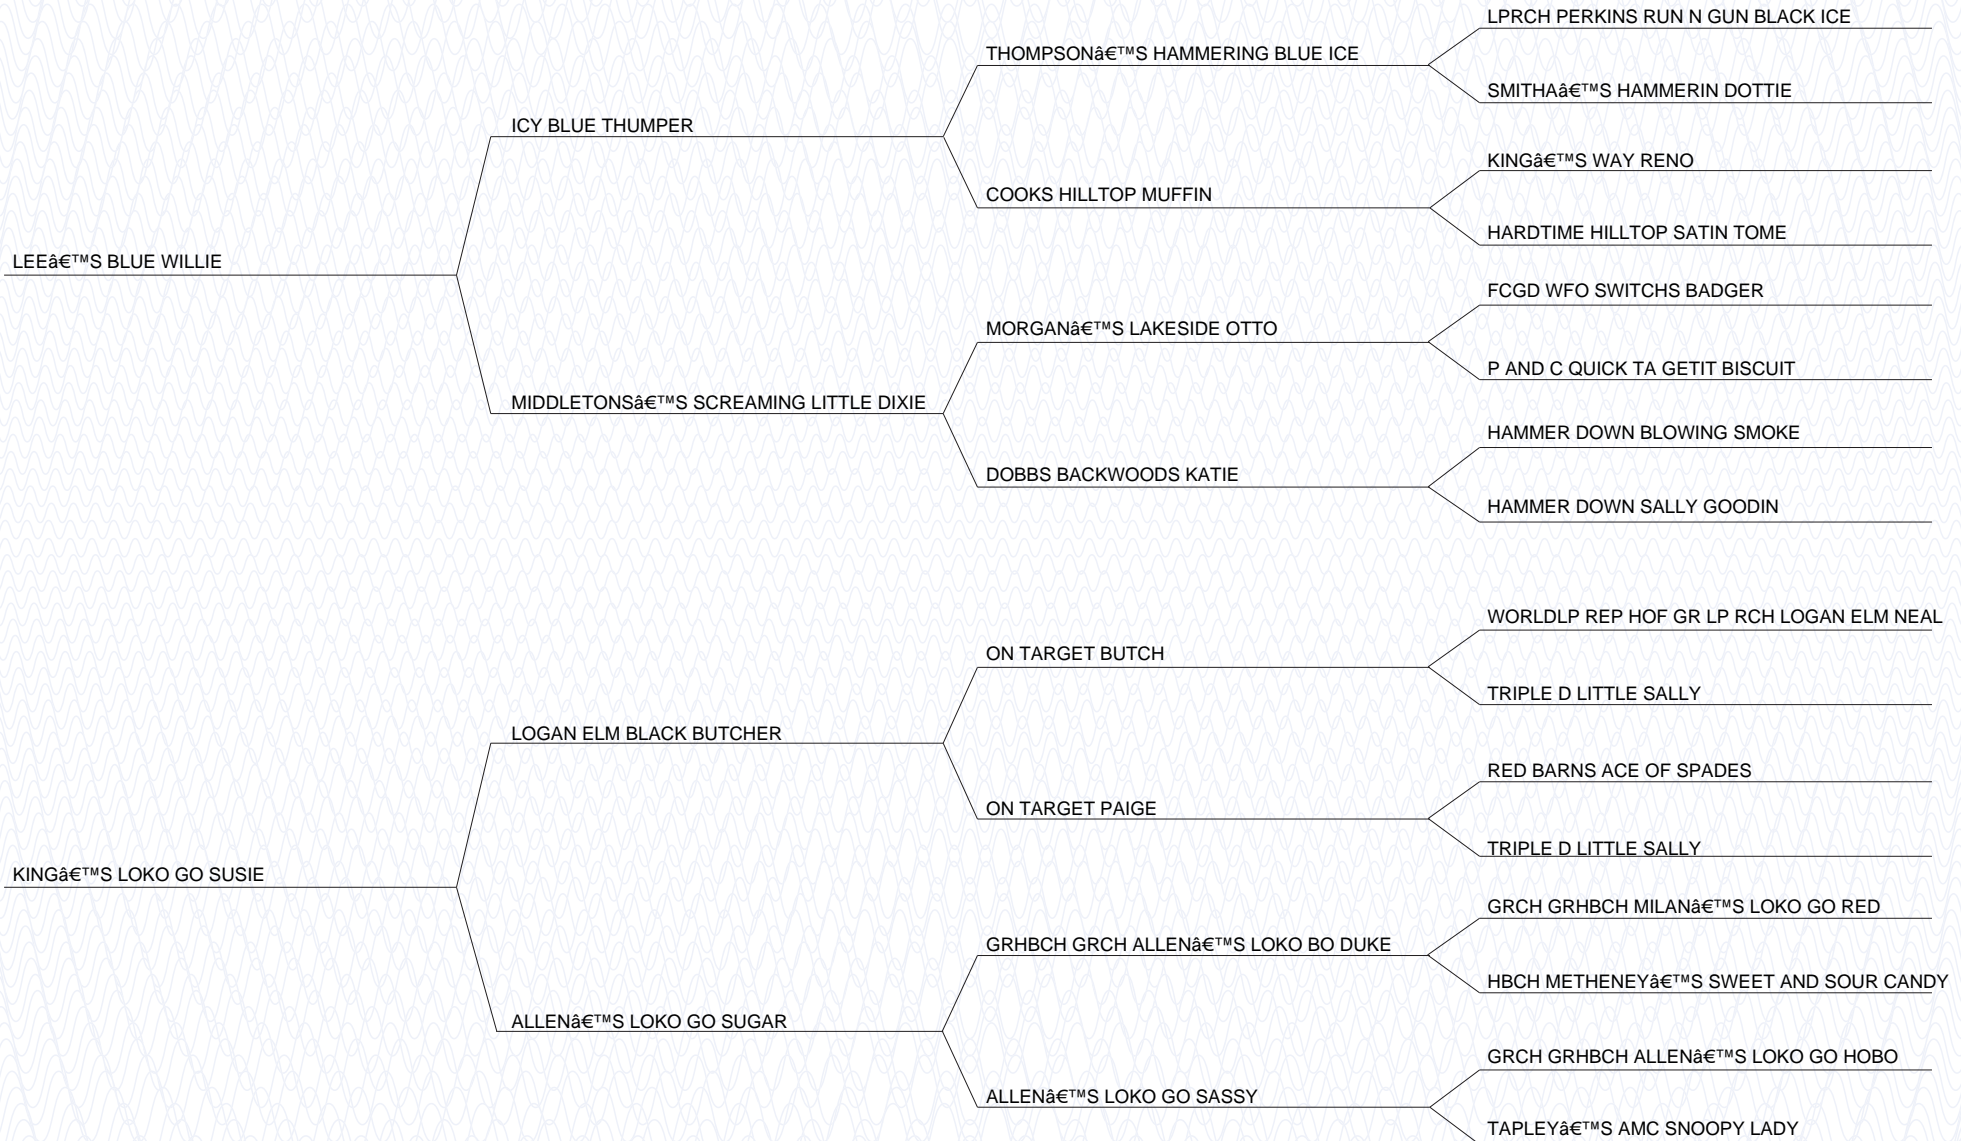 LPRCH PERKINS RUN N GUN BLACK ICE
THOMPSONâ€™S HAMMERING BLUE ICE
SMITHAâ€™S HAMMERIN DOTTIE
ICY BLUE THUMPER
KINGâ€™S WAY RENO
COOKS HILLTOP MUFFIN
HARDTIME HILLTOP SATIN TOME
LEEâ€™S BLUE WILLIE
FCGD WFO SWITCHS BADGER
MORGANâ€™S LAKESIDE OTTO
P AND C QUICK TA GETIT BISCUIT
MIDDLETONSâ€™S SCREAMING LITTLE DIXIE
HAMMER DOWN BLOWING SMOKE
DOBBS BACKWOODS KATIE
HAMMER DOWN SALLY GOODIN
WORLDLP REP HOF GR LP RCH LOGAN ELM NEAL
ON TARGET BUTCH
TRIPLE D LITTLE SALLY
LOGAN ELM BLACK BUTCHER
RED BARNS ACE OF SPADES
ON TARGET PAIGE
TRIPLE D LITTLE SALLY
KINGâ€™S LOKO GO SUSIE
GRCH GRHBCH MILANâ€™S LOKO GO RED
GRHBCH GRCH ALLENâ€™S LOKO BO DUKE
HBCH METHENEYâ€™S SWEET AND SOUR CANDY
ALLENâ€™S LOKO GO SUGAR
GRCH GRHBCH ALLENâ€™S LOKO GO HOBO
ALLENâ€™S LOKO GO SASSY
TAPLEYâ€™S AMC SNOOPY LADY